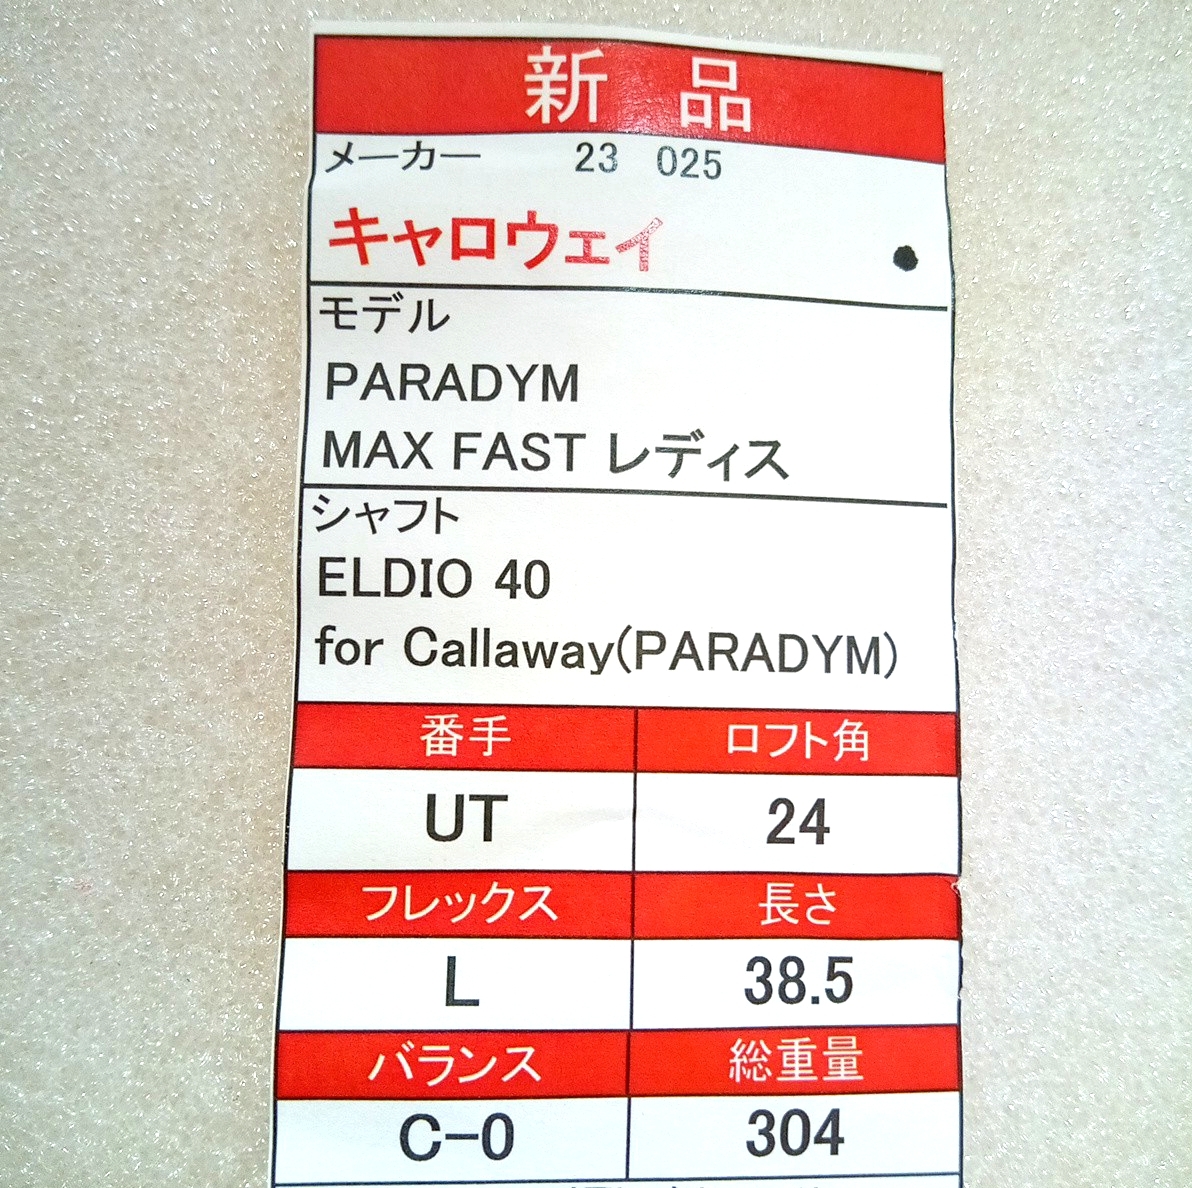 新 品
メーカー 23 025
キャロウェイ
モデル
PARADYM
MAX FAST レディス
シャフト
ELDIO 40
for Callaway(PARADYM)
番手 ロフト角
UT 24
フレックス 長さ
L 38.5
バランス 総重量
C-0 304